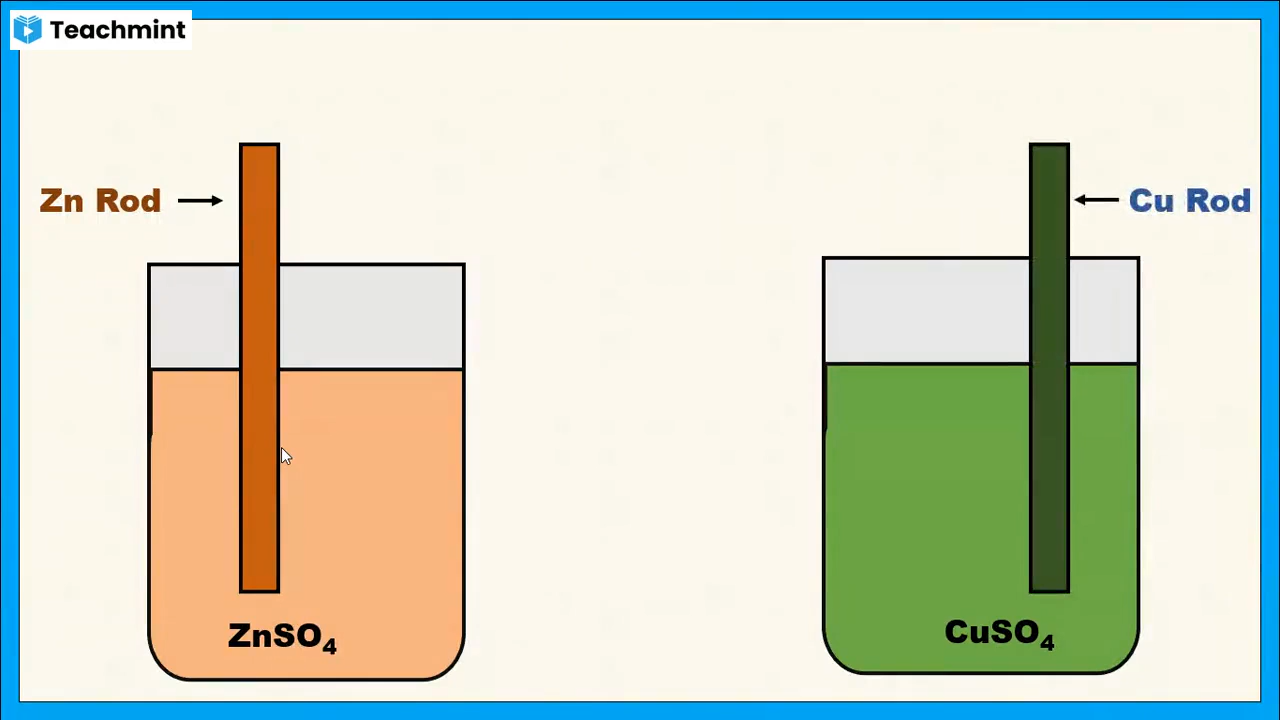 Teachmint
Zn Rod
Cu Rod
ZnSO₄
CuSO₄